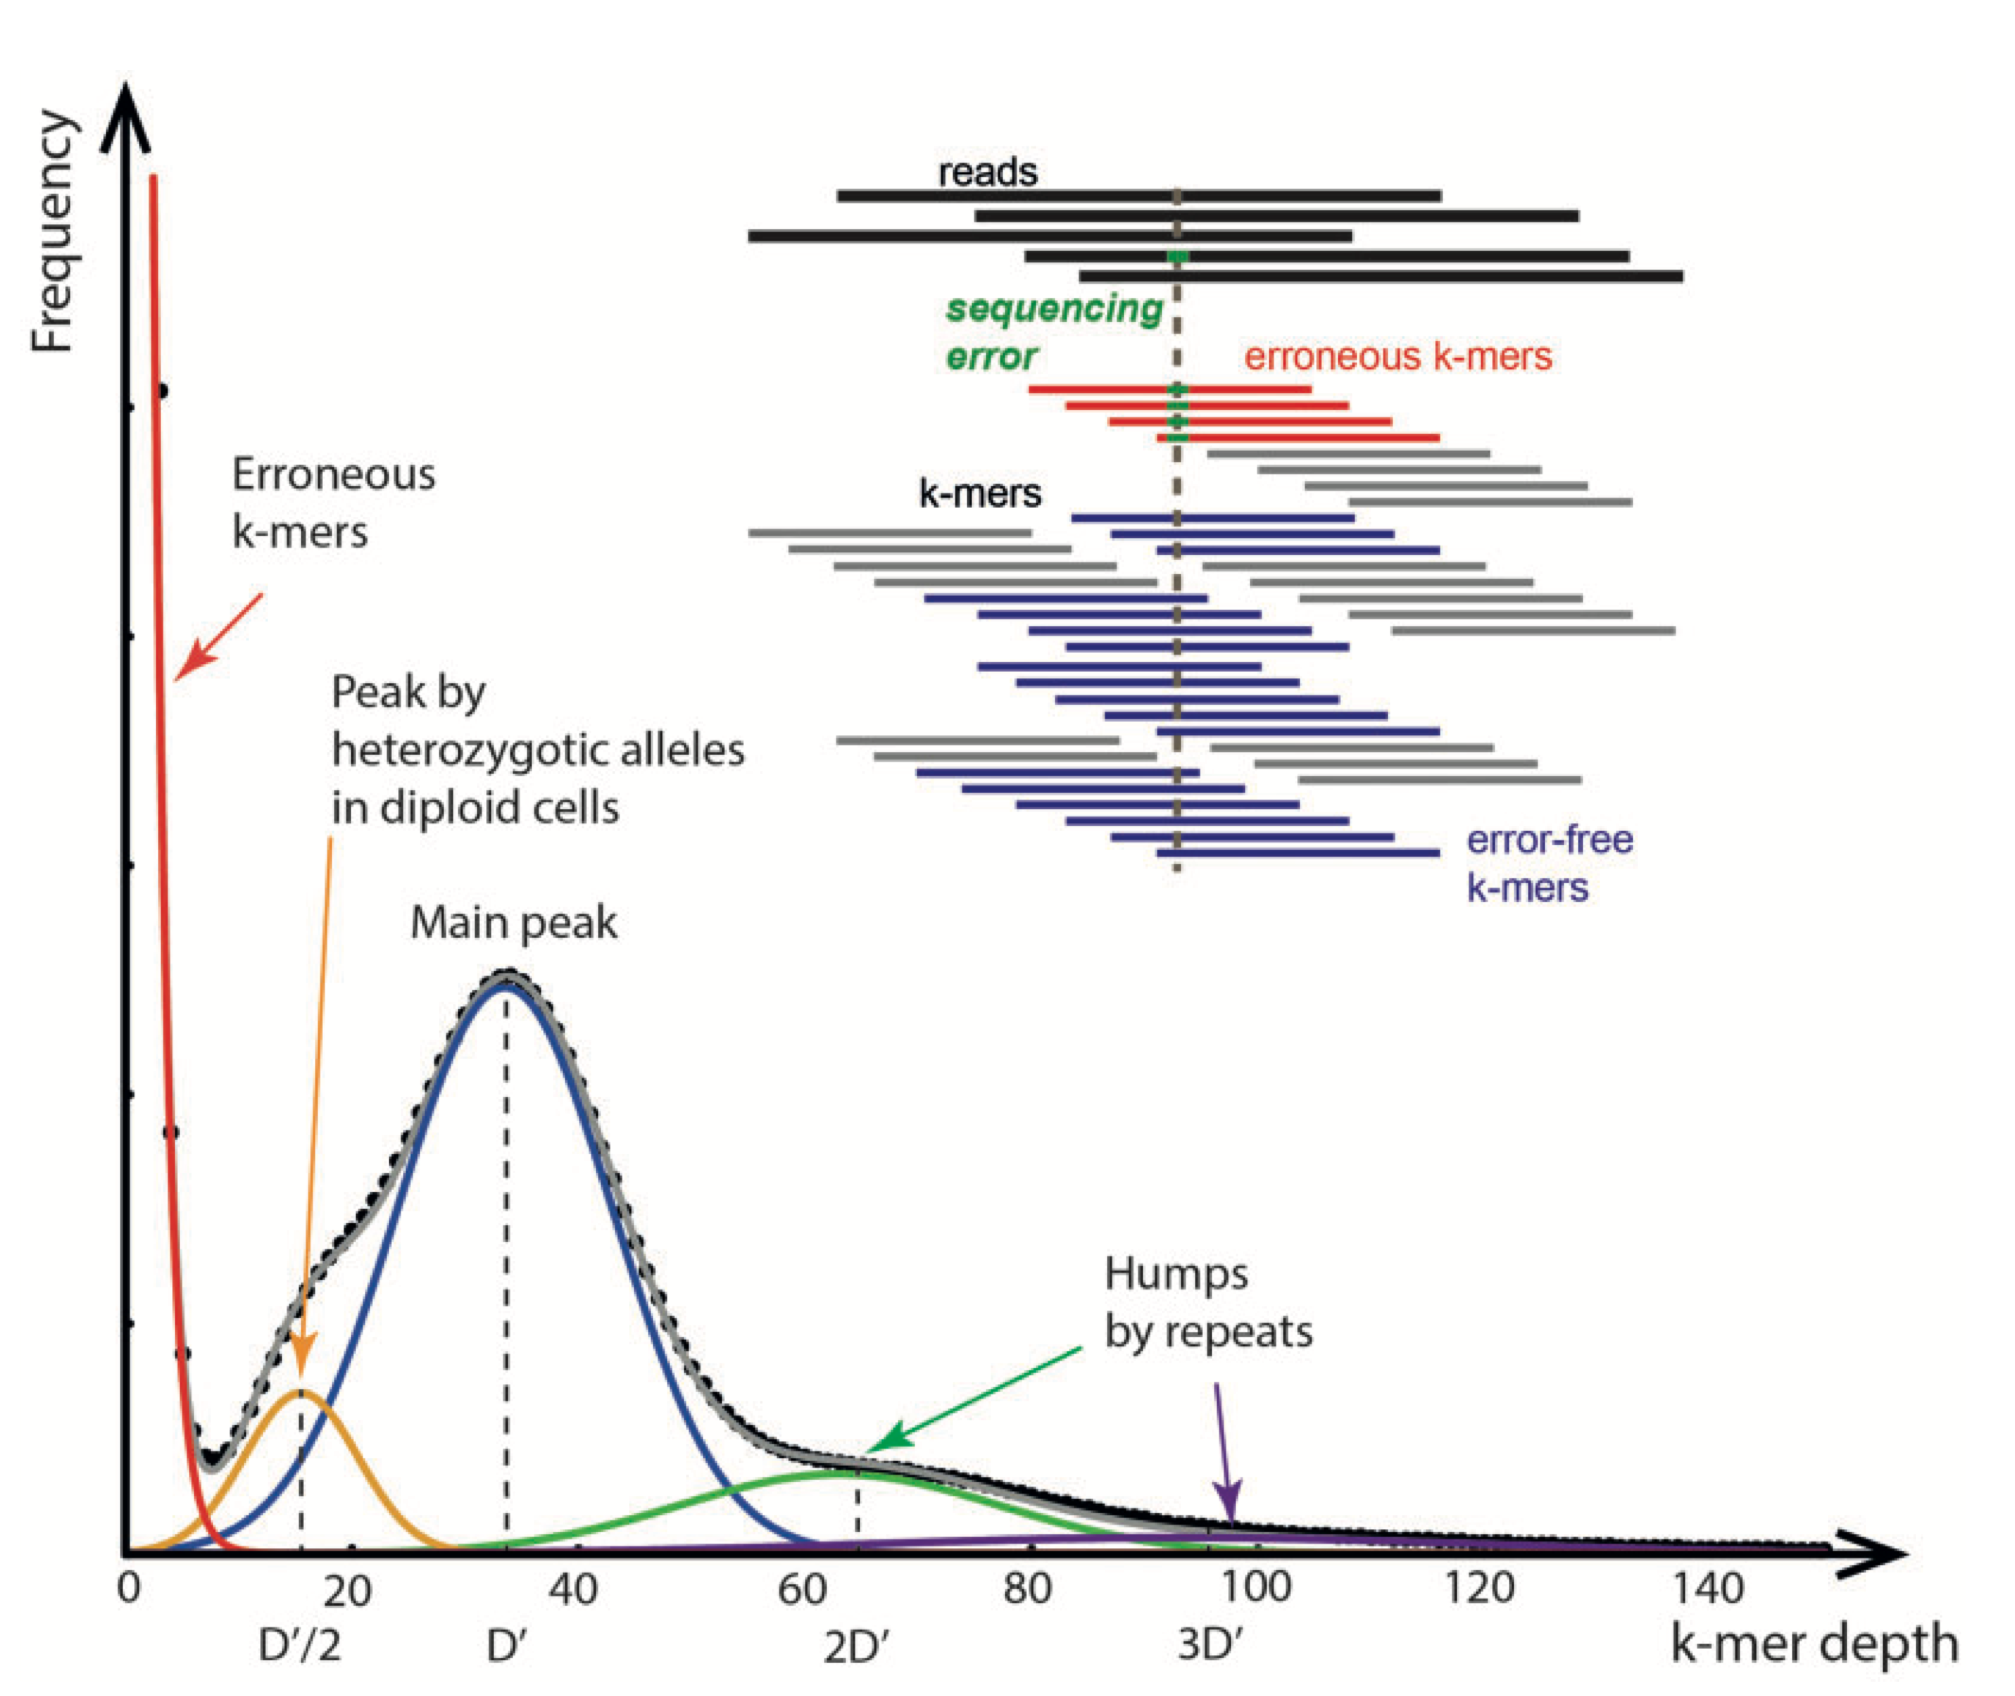 Frequency
reads
sequencing
error
erroneous k-mers
Erroneous
k-mers
k-mers
Peak by
heterozygotic alleles
in diploid cells
error-free
k-mers
Main peak
Humps
by repeats
0 20 40 60 80 100 120 140
D′/2 D′ 2D′ 3D′ k-mer depth